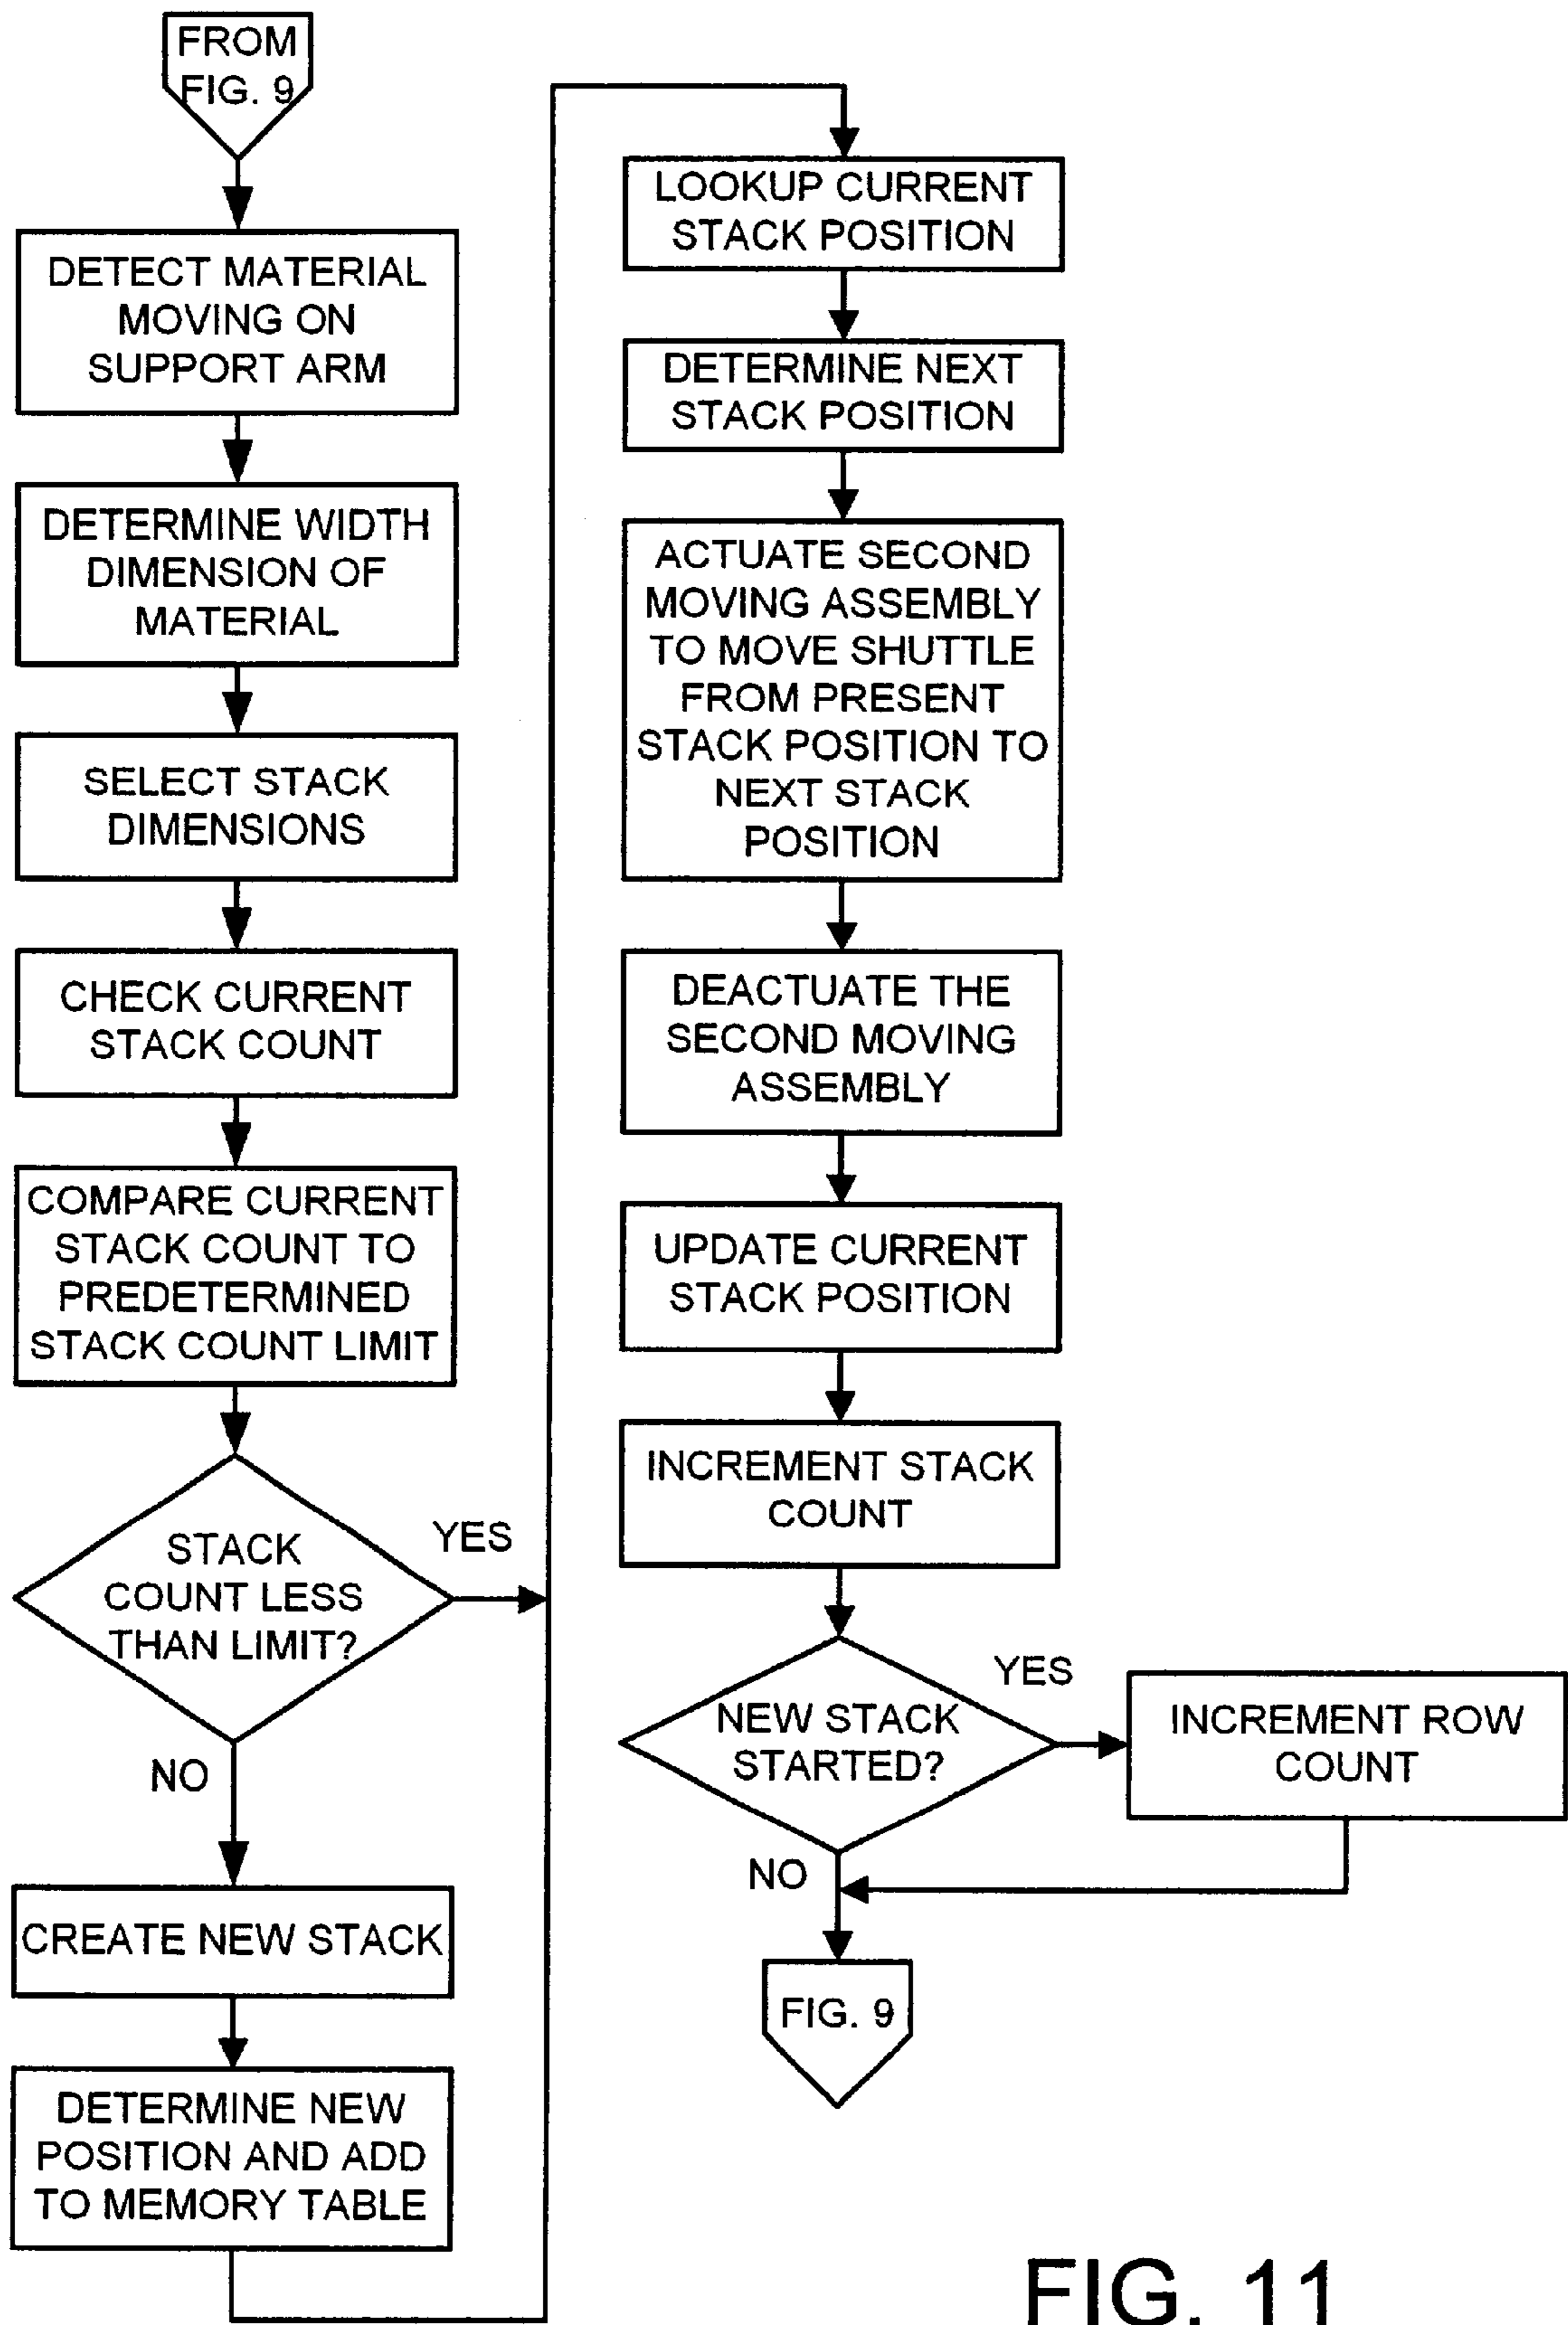 FROM
FIG. 9
DETECT MATERIAL
MOVING ON
SUPPORT ARM
DETERMINE WIDTH
DIMENSION OF
MATERIAL
SELECT STACK
DIMENSIONS
CHECK CURRENT
STACK COUNT
COMPARE CURRENT
STACK COUNT TO
PREDETERMINED
STACK COUNT LIMIT
STACK
COUNT LESS
THAN LIMIT?
YES
NO
CREATE NEW STACK
DETERMINE NEW
POSITION AND ADD
TO MEMORY TABLE
LOOKUP CURRENT
STACK POSITION
DETERMINE NEXT
STACK POSITION
ACTUATE SECOND
MOVING ASSEMBLY
TO MOVE SHUTTLE
FROM PRESENT
STACK POSITION TO
NEXT STACK
POSITION
DEACTUATE THE
SECOND MOVING
ASSEMBLY
UPDATE CURRENT
STACK POSITION
INCREMENT STACK
COUNT
NEW STACK
STARTED?
YES
INCREMENT ROW
COUNT
NO
FIG. 9
FIG. 11